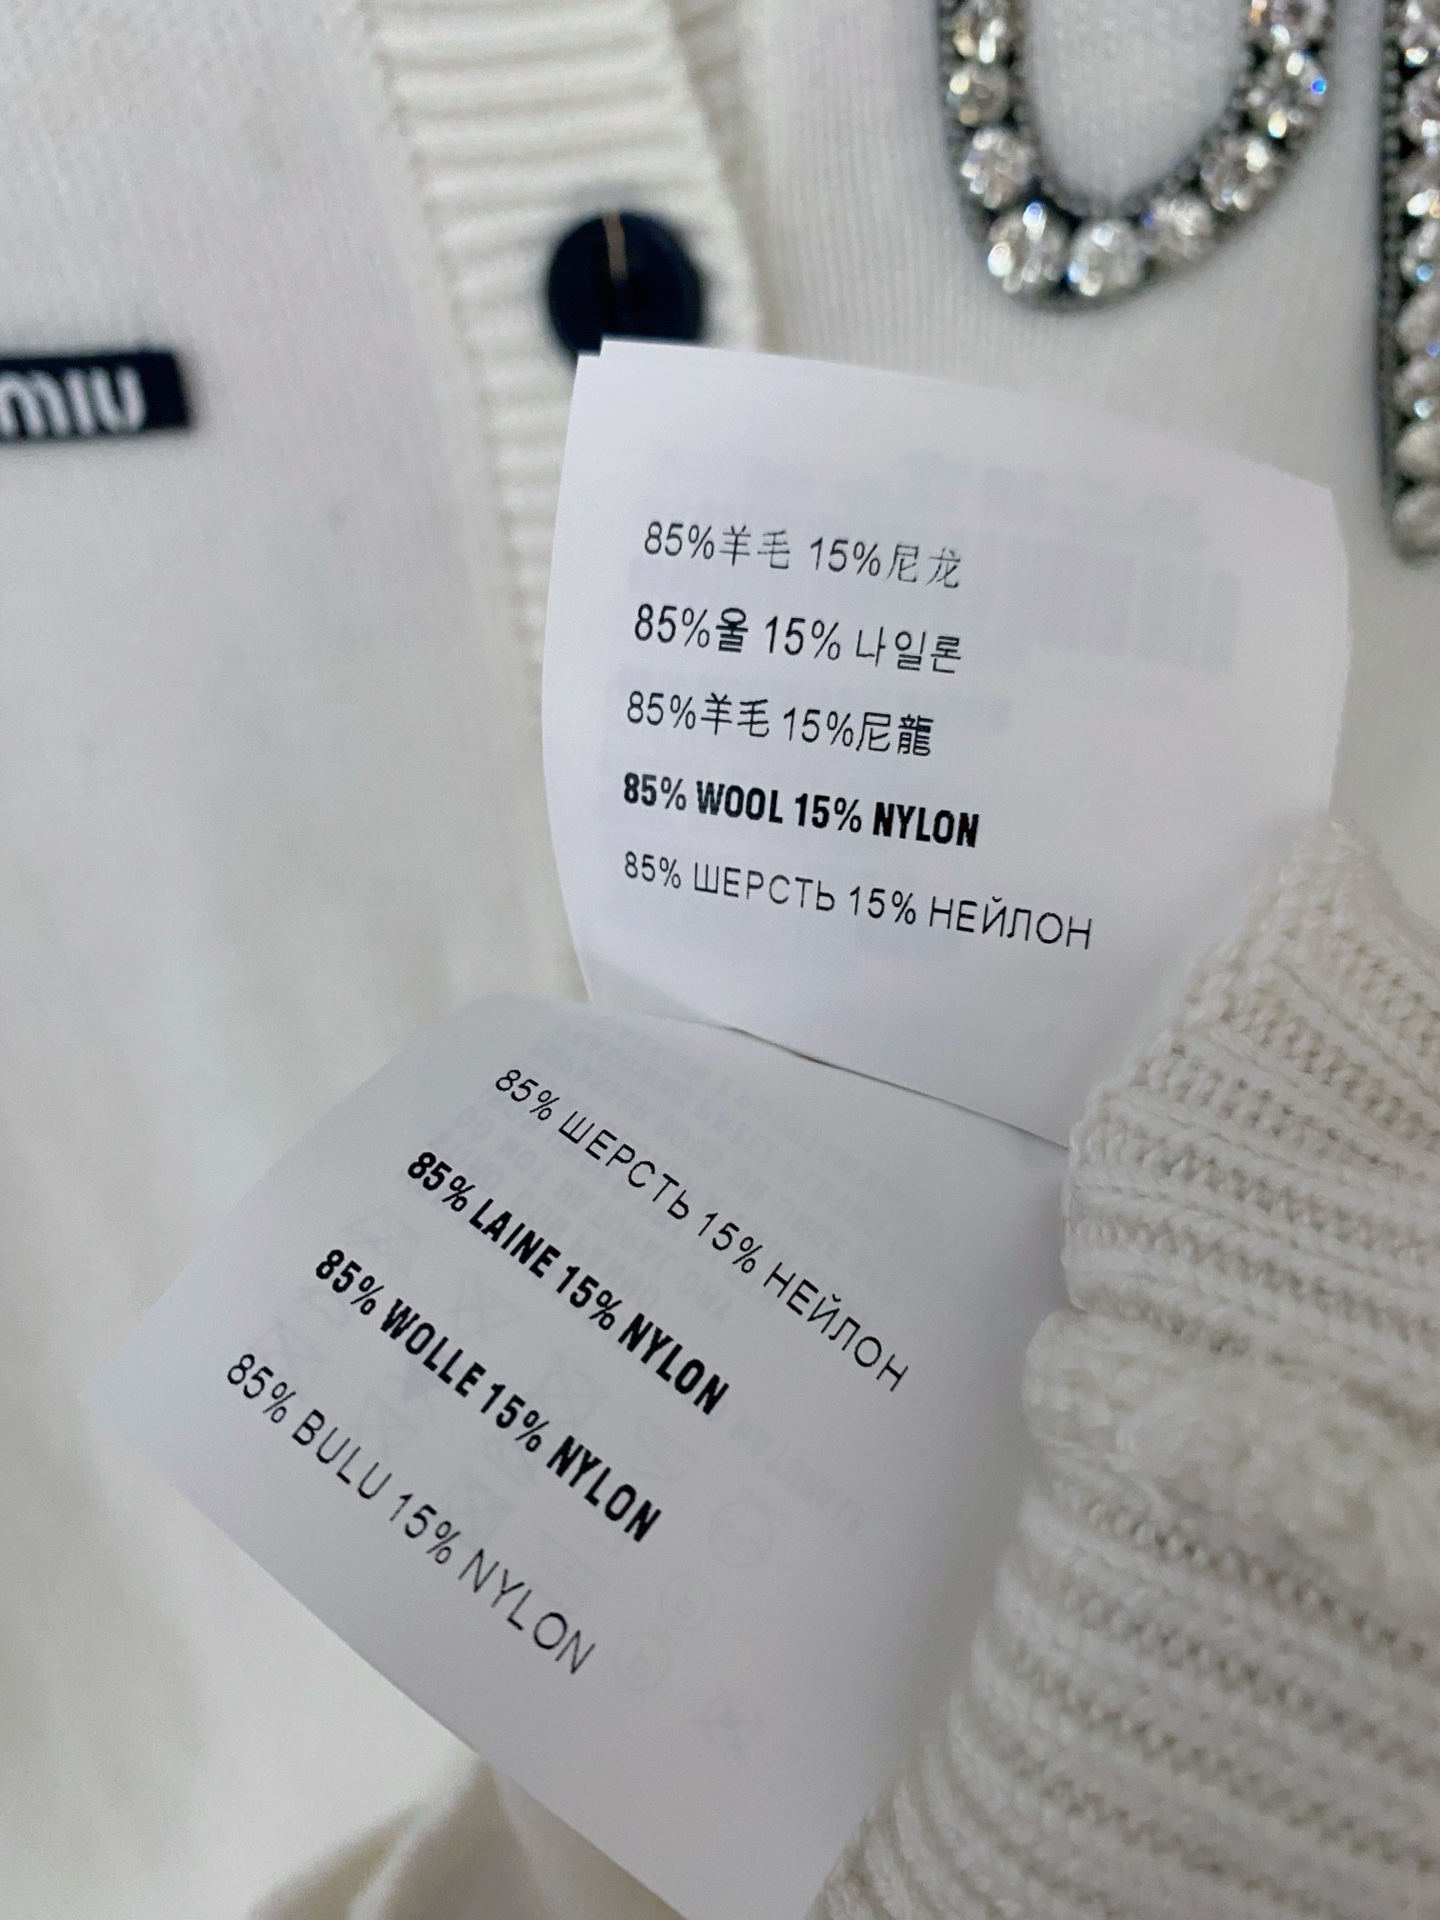 MIU
85%羊毛 15%尼龙
85%울 15% 나일론
85%羊毛 15%尼龍
85% WOOL 15% NYLON
85% ШЕРСТЬ 15% НЕЙЛОН
85% ШЕРСТЬ 15% НЕЙЛОН
85% LAINE 15% NYLON
85% WOLLE 15% NYLON
85% BULU 15% NYLON